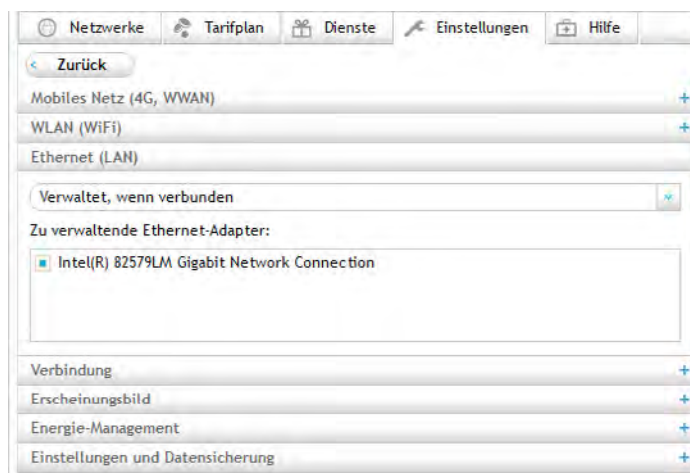 Netzwerke Tarifplan Dienste Einstellungen Hilfe
Zurück
Mobiles Netz (4G, WWAN)
WLAN (WiFi)
Ethernet (LAN)
Verwaltet, wenn verbunden
Zu verwaltende Ethernet-Adapter:
Intel(R) 82579LM Gigabit Network Connection
Verbindung
Erscheinungsbild
Energie-Management
Einstellungen und Datensicherung